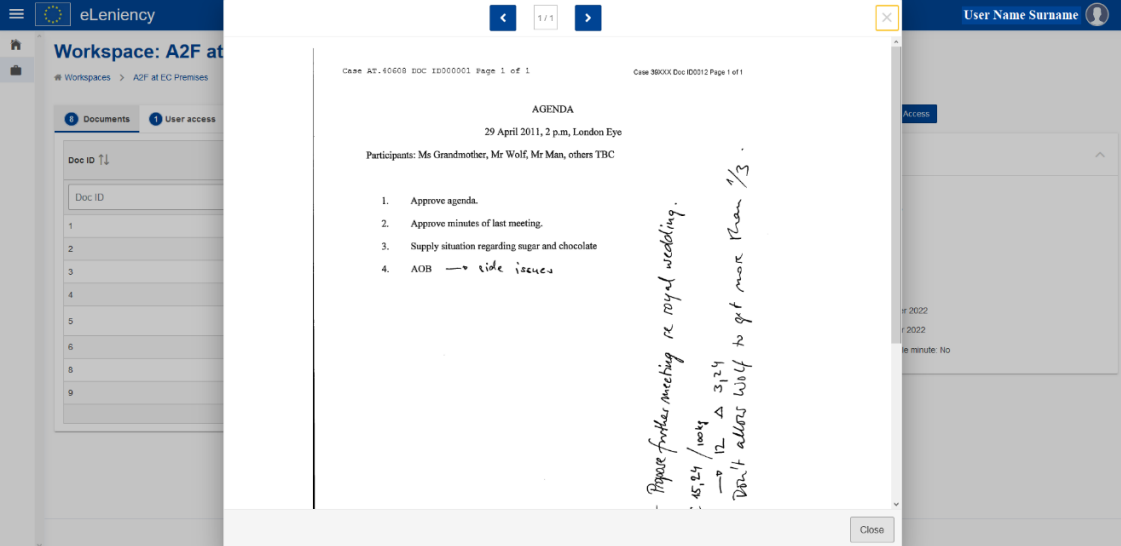 eLeniency
1 / 1
User Name Surname
Workspace: A2F at
Workspaces > A2F at EC Premises
8 Documents
1 User access
Access
Doc ID
Doc ID
1
2
3
4
5
6
8
9
Case AT.40608 DOC ID000001 Page 1 of 1
Case 39XXX Doc ID0012 Page 1 of 1
AGENDA
29 April 2011, 2 p.m, London Eye
Participants: Ms Grandmother, Mr Wolf, Mr Man, others TBC
1. Approve agenda.
2. Approve minutes of last meeting.
3. Supply situation regarding sugar and chocolate
4. AOB → side issues
- Propose further meeting re royal wedding.
15,24 / 100kg
→ 12 Δ 3,24
Don't allow Wolf to get more than 1/3.
2022
2022
minute: No
Close